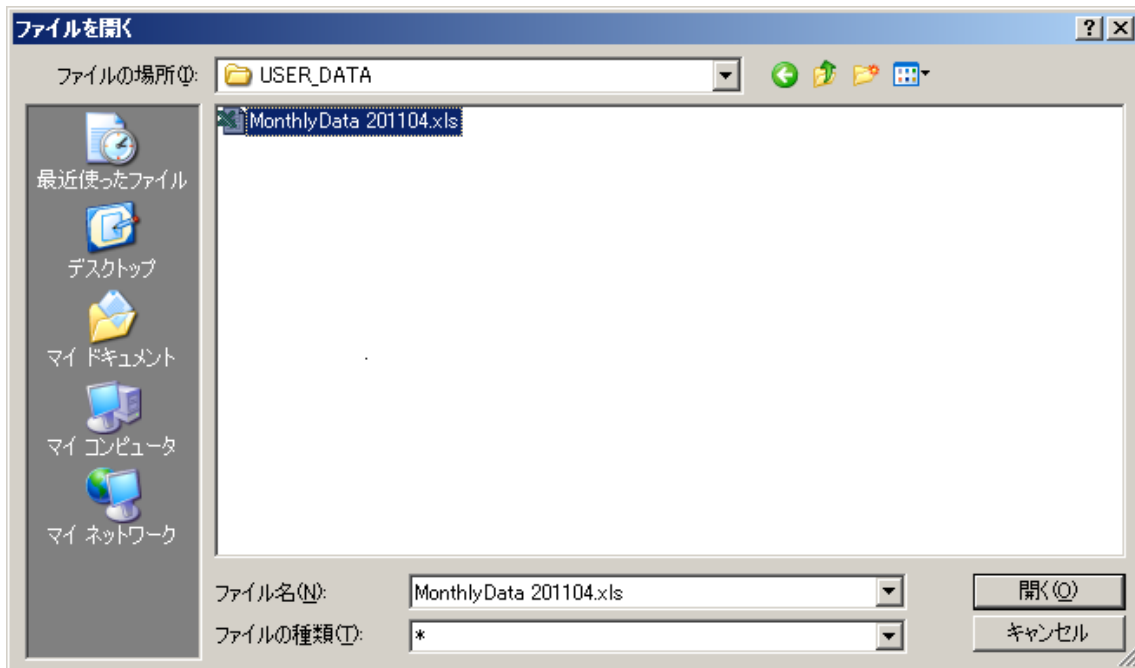 ファイルを開く
ファイルの場所(I):
USER_DATA
MonthlyData 201104.xls
最近使ったファイル
デスクトップ
マイ ドキュメント
マイ コンピュータ
マイ ネットワーク
ファイル名(N):
MonthlyData 201104.xls
開く(O)
ファイルの種類(T):
*
キャンセル